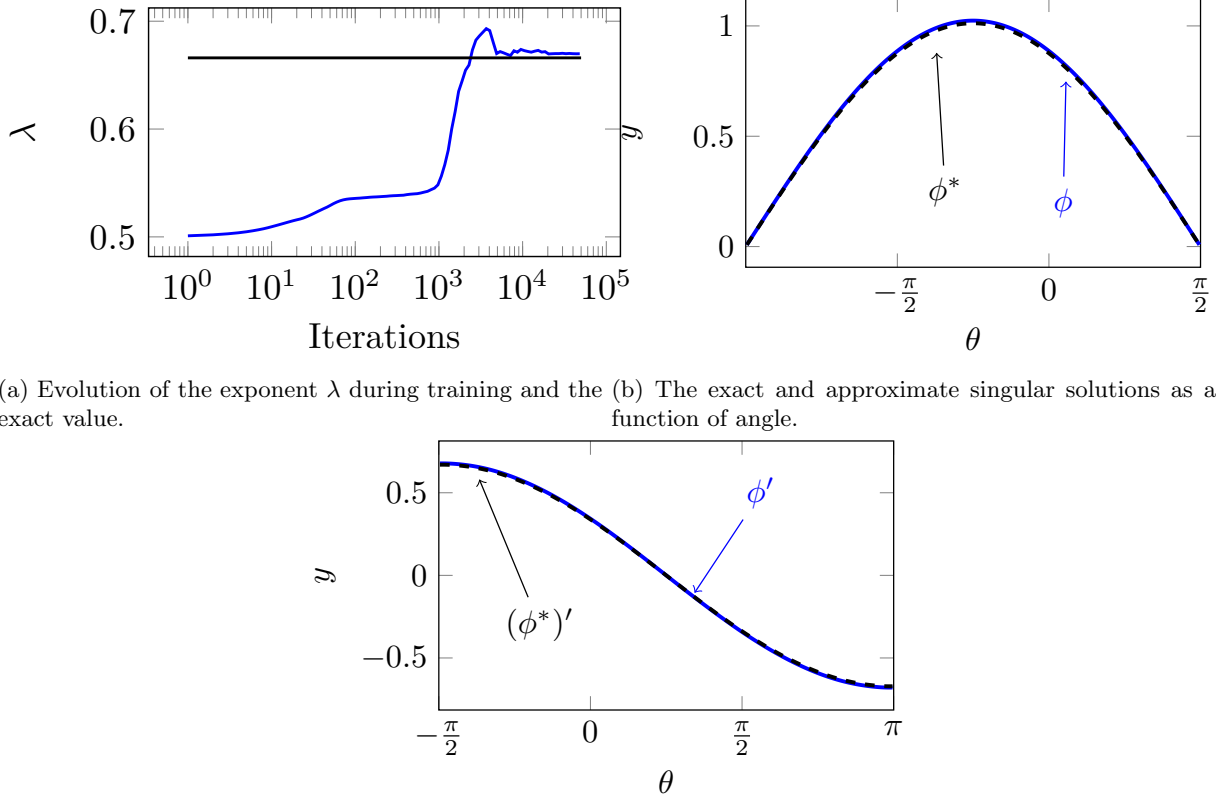 0.7
0.6
0.5
λ
10^0 10^1 10^2 10^3 10^4 10^5
Iterations
1
0.5
0
y
ϕ*
ϕ
−π/2 0 π/2
θ
(a) Evolution of the exponent λ during training and the
exact value.
(b) The exact and approximate singular solutions as a
function of angle.
0.5
0
−0.5
y
ϕ′
(ϕ*)′
−π/2 0 π/2 π
θ